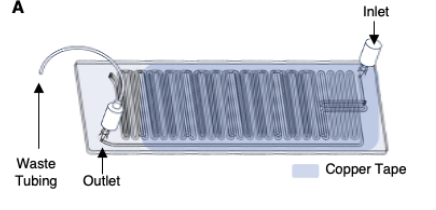 A
Inlet
Waste
Tubing
Outlet
Copper Tape